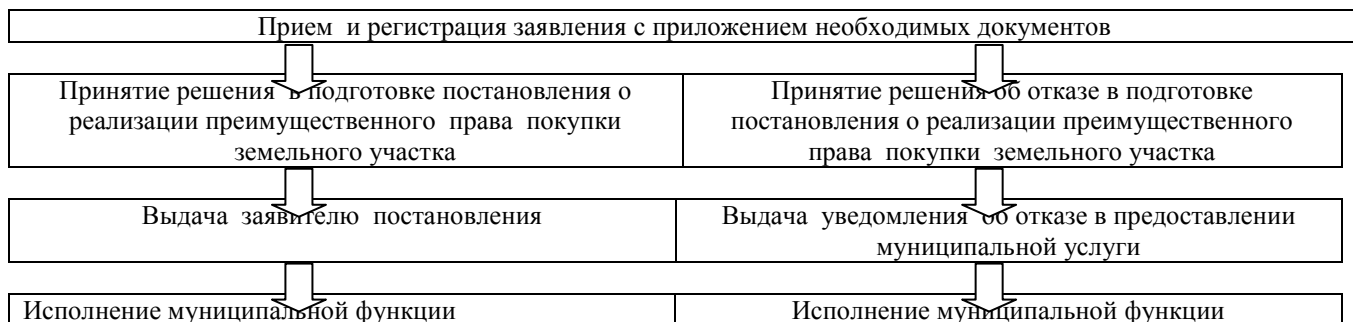 Прием и регистрация заявления с приложением необходимых документов
Принятие решения в подготовке постановления о
реализации преимущественного права покупки
земельного участка
Принятие решения об отказе в подготовке
постановления о реализации преимущественного
права покупки земельного участка
Выдача заявителю постановления
Выдача уведомления об отказе в предоставлении
муниципальной услуги
Исполнение муниципальной функции
Исполнение муниципальной функции